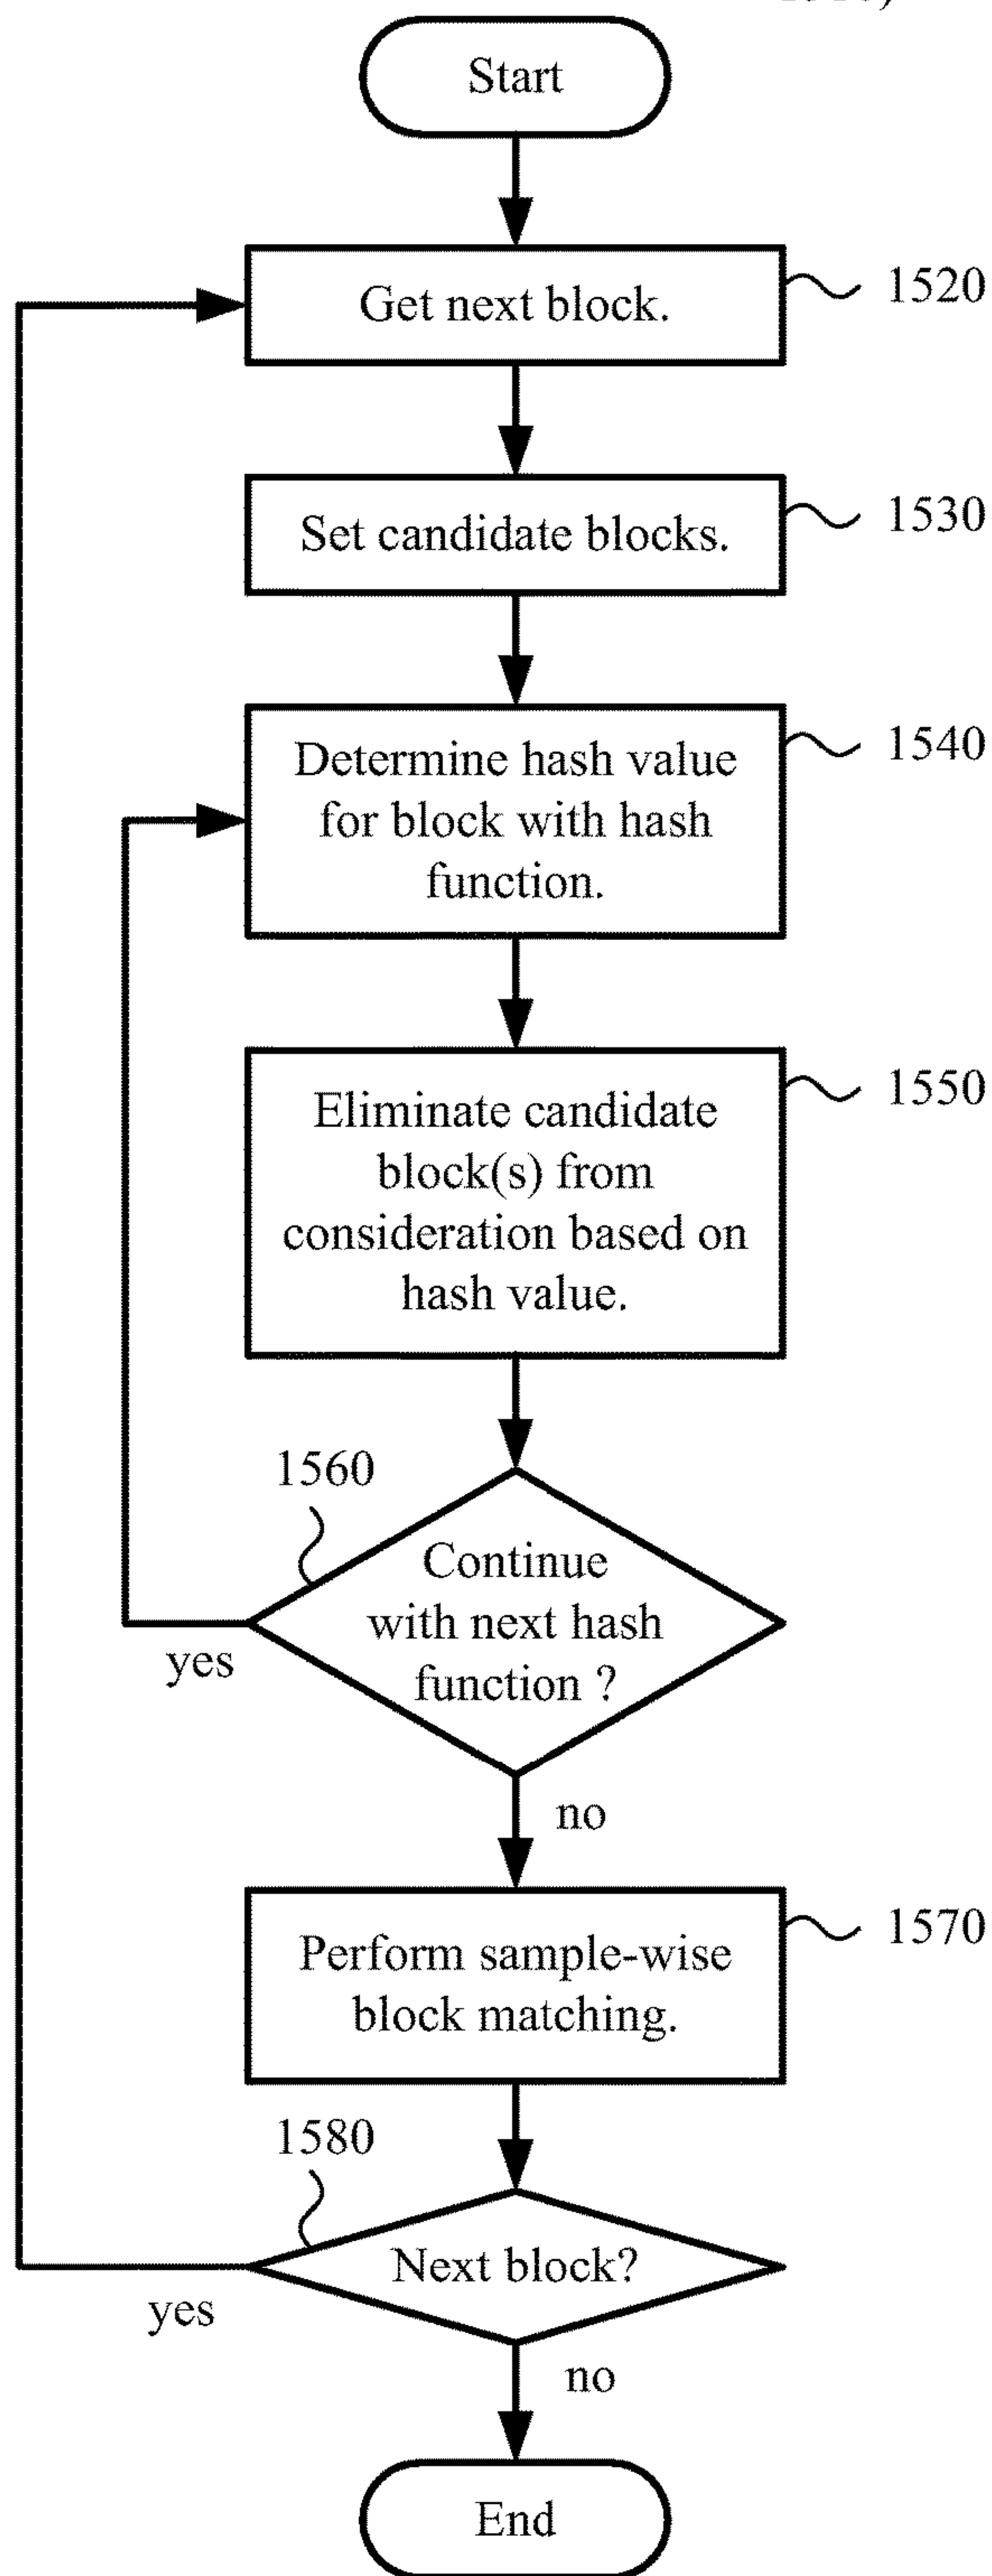 Start
Get next block.
1520
Set candidate blocks.
1530
Determine hash value
for block with hash
function.
1540
Eliminate candidate
block(s) from
consideration based on
hash value.
1550
1560
Continue
with next hash
function ?
yes
no
Perform sample-wise
block matching.
1570
1580
Next block?
yes
no
End